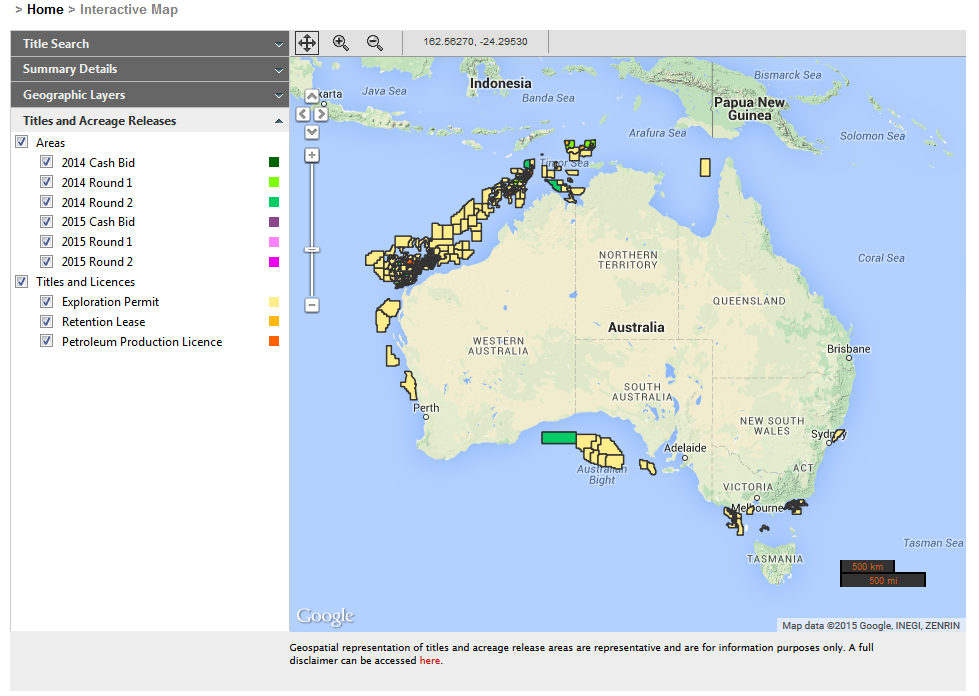 > Home > Interactive Map
Title Search
Summary Details
Geographic Layers
Titles and Acreage Releases
Areas
2014 Cash Bid
2014 Round 1
2014 Round 2
2015 Cash Bid
2015 Round 1
2015 Round 2
Titles and Licences
Exploration Permit
Retention Lease
Petroleum Production Licence
162.56270, -24.29530
Bismarck Sea
Indonesia
karta
Java Sea
Banda Sea
Papua New
Guinea
Arafura Sea
Solomon Sea
Timor Sea
Coral Sea
NORTHERN
TERRITORY
QUEENSLAND
Australia
WESTERN
AUSTRALIA
Brisbane
SOUTH
AUSTRALIA
Perth
NEW SOUTH
WALES
Sydney
Adelaide
Australian
Bight
ACT
VICTORIA
Melbourne
Tasman Sea
TASMANIA
500 km
500 mi
Google
Map data ©2015 Google, INEGI, ZENRIN
Geospatial representation of titles and acreage release areas are representative and are for information purposes only. A full
disclaimer can be accessed here.